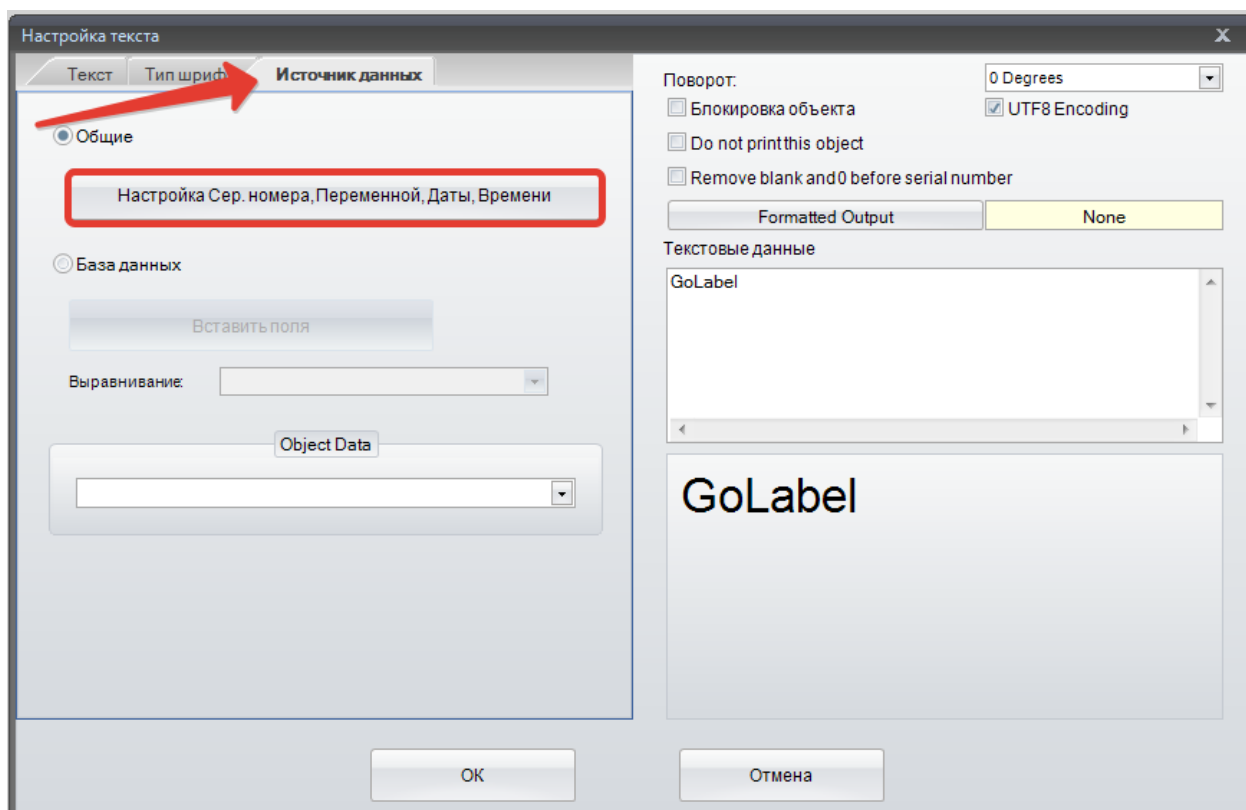 Настройка текста
X
Текст
Тип шриф
Источник данных
Общие
Настройка Сер. номера, Переменной, Даты, Времени
База данных
Вставить поля
Выравнивание:
Object Data
Поворот:
0 Degrees
Блокировка объекта
UTF8 Encoding
Do not print this object
Remove blank and 0 before serial number
Formatted Output
None
Текстовые данные
GoLabel
GoLabel
ОК
Отмена